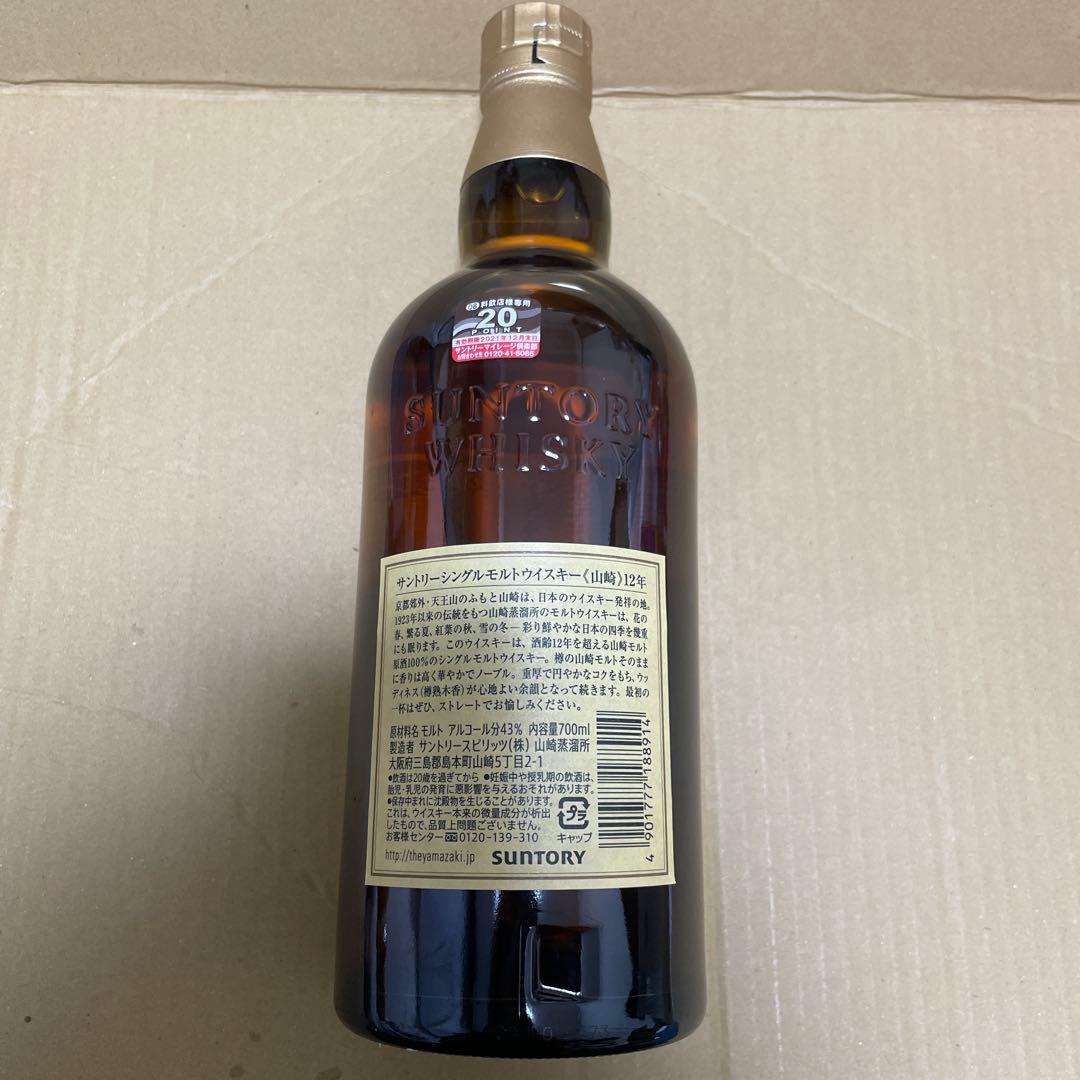 08 料飲店様専用
20
POINT
有効期限2021年12月末日
サントリーマイレージ倶楽部
お問合わせ先 0120-41-6086
SUNTORY
WHISKY
サントリーシングルモルトウイスキー《山崎》12年
京都郊外・天王山のふもと山崎は、日本のウイスキー発祥の地。
1923年以来の伝統をもつ山崎蒸溜所のモルトウイスキーは、花の
春、繁る夏、紅葉の秋、雪の冬―彩り鮮やかな日本の四季を幾重
にも眠ります。このウイスキーは、酒齢12年を超える山崎モルト
原酒100%のシングルモルトウイスキー。樽の山崎モルトそのまま
に香りは高く華やかでノーブル。重厚で円やかなコクをもち、ウッ
ディネス(樽熟木香)が心地よい余韻となって続きます。最初の
一杯はぜひ、ストレートでお愉しみください。
原材料名 モルト アルコール分43% 内容量700ml
製造者 サントリースピリッツ(株) 山崎蒸溜所
大阪府三島郡島本町山崎5丁目2-1
●飲酒は20歳を過ぎてから ●妊娠中や授乳期の飲酒は、
胎児・乳児の発育に悪影響を与えるおそれがあります。
●保存中まれに沈殿物を生じることがあります。
これは、ウイスキー本来の微量成分が析出
したもので、品質上問題ございません。
お客様センター 0120-139-310
プラ
キャップ
http://theyamazaki.jp SUNTORY
4 901777 188914